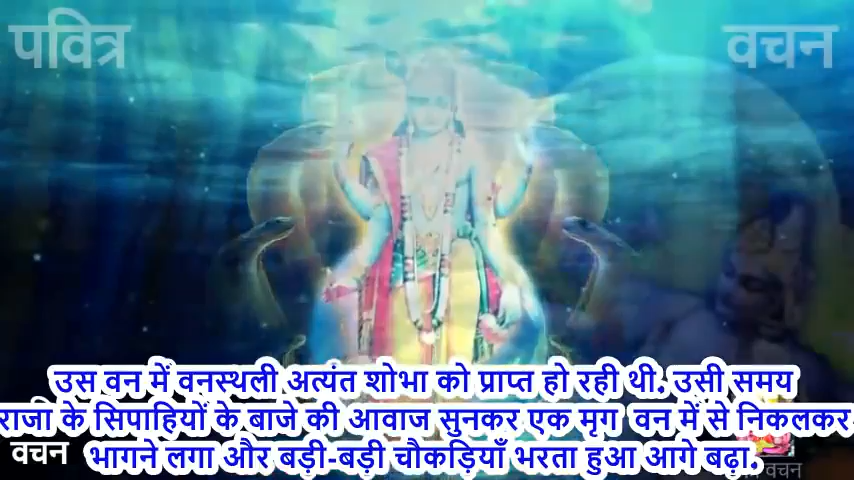 पवित्र वचन
उस वन में वनस्थली अत्यंत शोभा को प्राप्त हो रही थी. उसी समय
राजा के सिपाहियों के बाजे की आवाज सुनकर एक मृग वन में से निकलकर
भागने लगा और बड़ी-बड़ी चौकड़ियाँ भरता हुआ आगे बढ़ा.
वचन
वचन